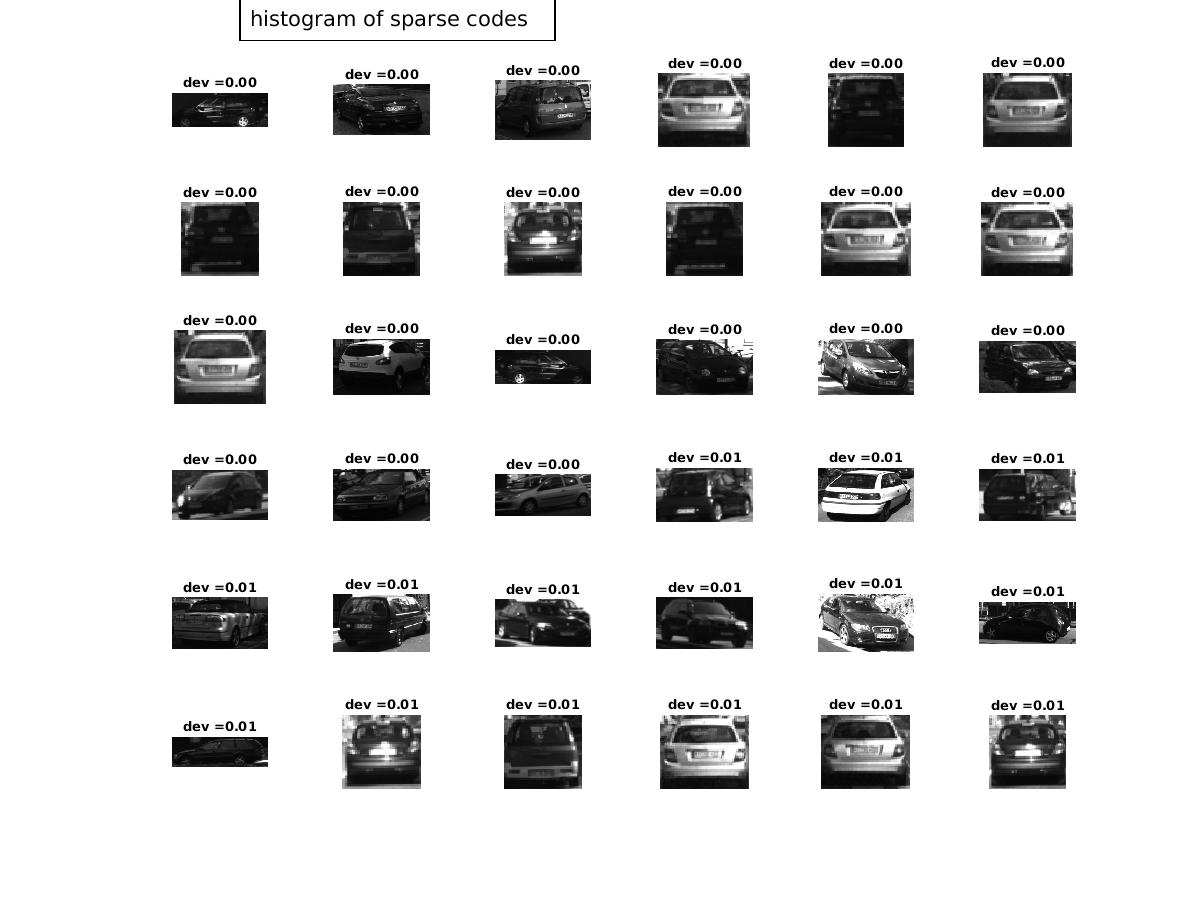 histogram of sparse codes
dev =0.00 dev =0.00 dev =0.00 dev =0.00 dev =0.00 dev =0.00
dev =0.00 dev =0.00 dev =0.00 dev =0.00 dev =0.00 dev =0.00
dev =0.00 dev =0.00 dev =0.00 dev =0.00 dev =0.00 dev =0.00
dev =0.00 dev =0.00 dev =0.00 dev =0.01 dev =0.01 dev =0.01
dev =0.01 dev =0.01 dev =0.01 dev =0.01 dev =0.01 dev =0.01
dev =0.01 dev =0.01 dev =0.01 dev =0.01 dev =0.01 dev =0.01